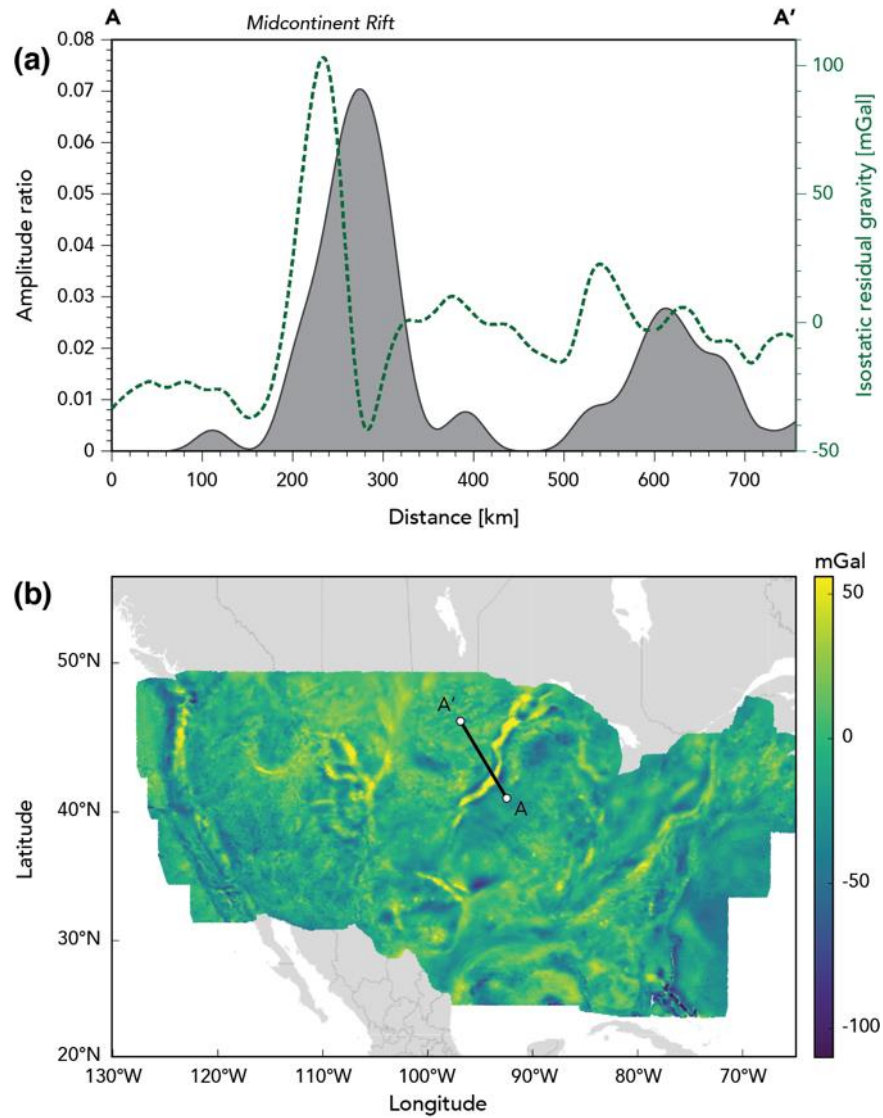 A Midcontinent Rift A'
(a)
0.08
0.07
0.06
0.05
0.04
0.03
0.02
0.01
0
Amplitude ratio
100
50
0
-50
Isostatic residual gravity [mGal]
0 100 200 300 400 500 600 700
Distance [km]
(b)
mGal
50°N
40°N
30°N
20°N
Latitude
A'
A
50
0
-50
-100
130°W 120°W 110°W 100°W 90°W 80°W 70°W
Longitude